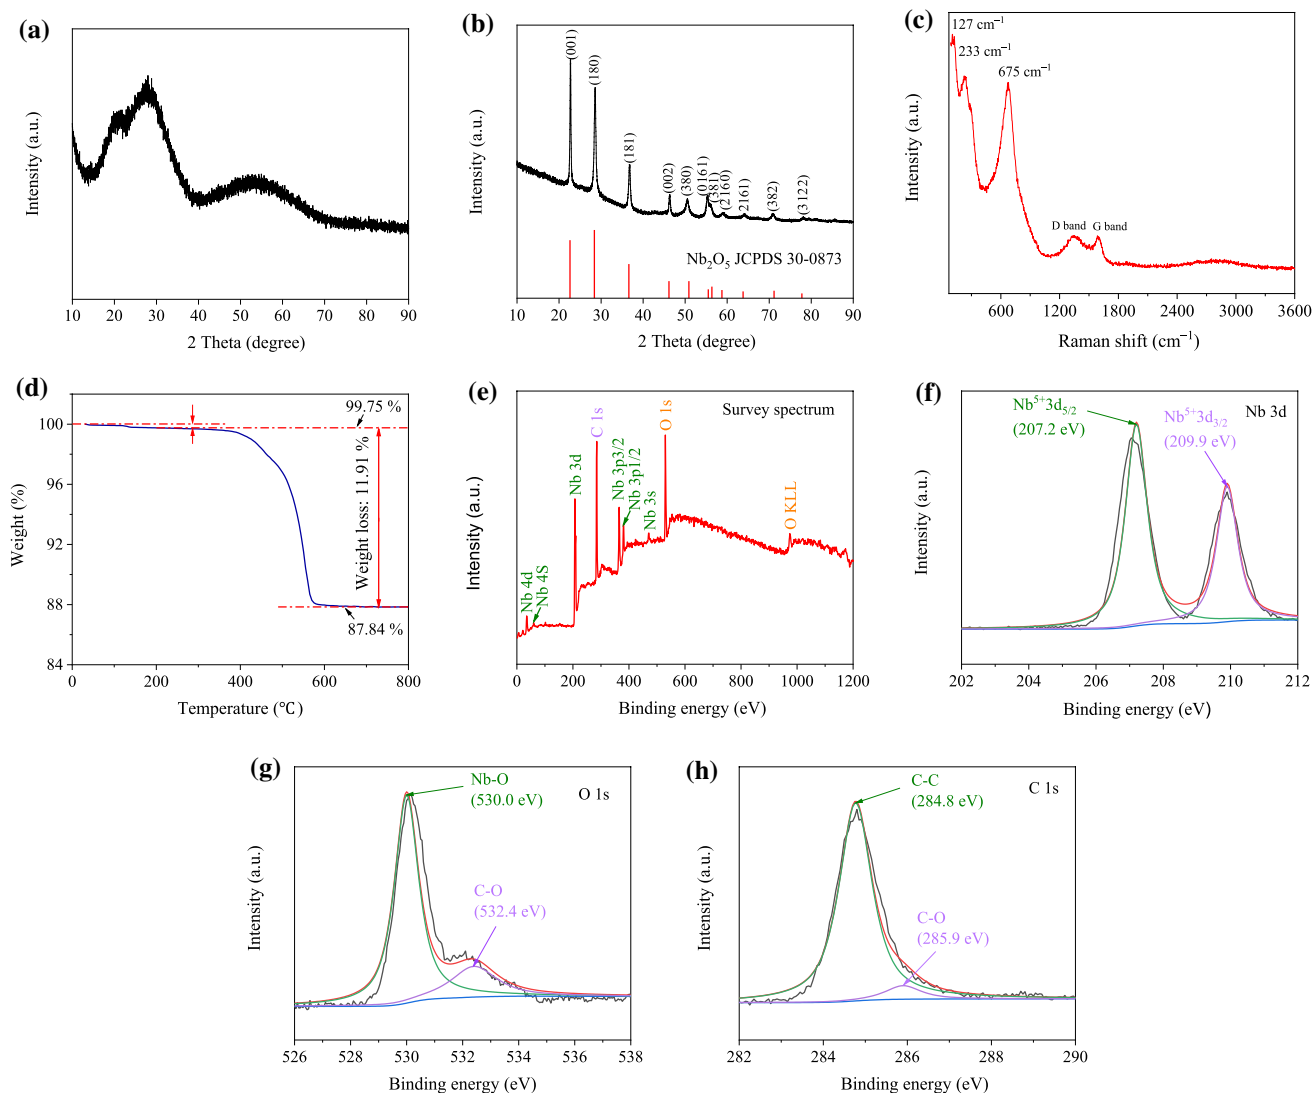 (a)
Intensity (a.u.)
10 20 30 40 50 60 70 80 90
2 Theta (degree)
(b)
Intensity (a.u.)
(001)
(180)
(181)
(002)
(380)
(0161)
(381)
(2160)
2161)
(382)
(3122)
Nb₂O₅ JCPDS 30-0873
10 20 30 40 50 60 70 80 90
2 Theta (degree)
(c)
Intensity (a.u.)
127 cm⁻¹
233 cm⁻¹
675 cm⁻¹
D band
G band
600 1200 1800 2400 3000 3600
Raman shift (cm⁻¹)
(d)
Weight (%)
100
96
92
88
84
99.75 %
Weight loss: 11.91 %
87.84 %
0 200 400 600 800
Temperature (℃)
(e)
Intensity (a.u.)
Survey spectrum
Nb 4d
Nb 4S
Nb 3d
C 1s
Nb 3p3/2
Nb 3p1/2
Nb 3s
O 1s
O KLL
0 200 400 600 800 1000 1200
Binding energy (eV)
(f)
Intensity (a.u.)
Nb⁵⁺3d₅/₂
(207.2 eV)
Nb⁵⁺3d₃/₂
(209.9 eV)
Nb 3d
202 204 206 208 210 212
Binding energy (eV)
(g)
Intensity (a.u.)
Nb-O
(530.0 eV)
O 1s
C-O
(532.4 eV)
526 528 530 532 534 536 538
Binding energy (eV)
(h)
Intensity (a.u.)
C-C
(284.8 eV)
C 1s
C-O
(285.9 eV)
282 284 286 288 290
Binding energy (eV)